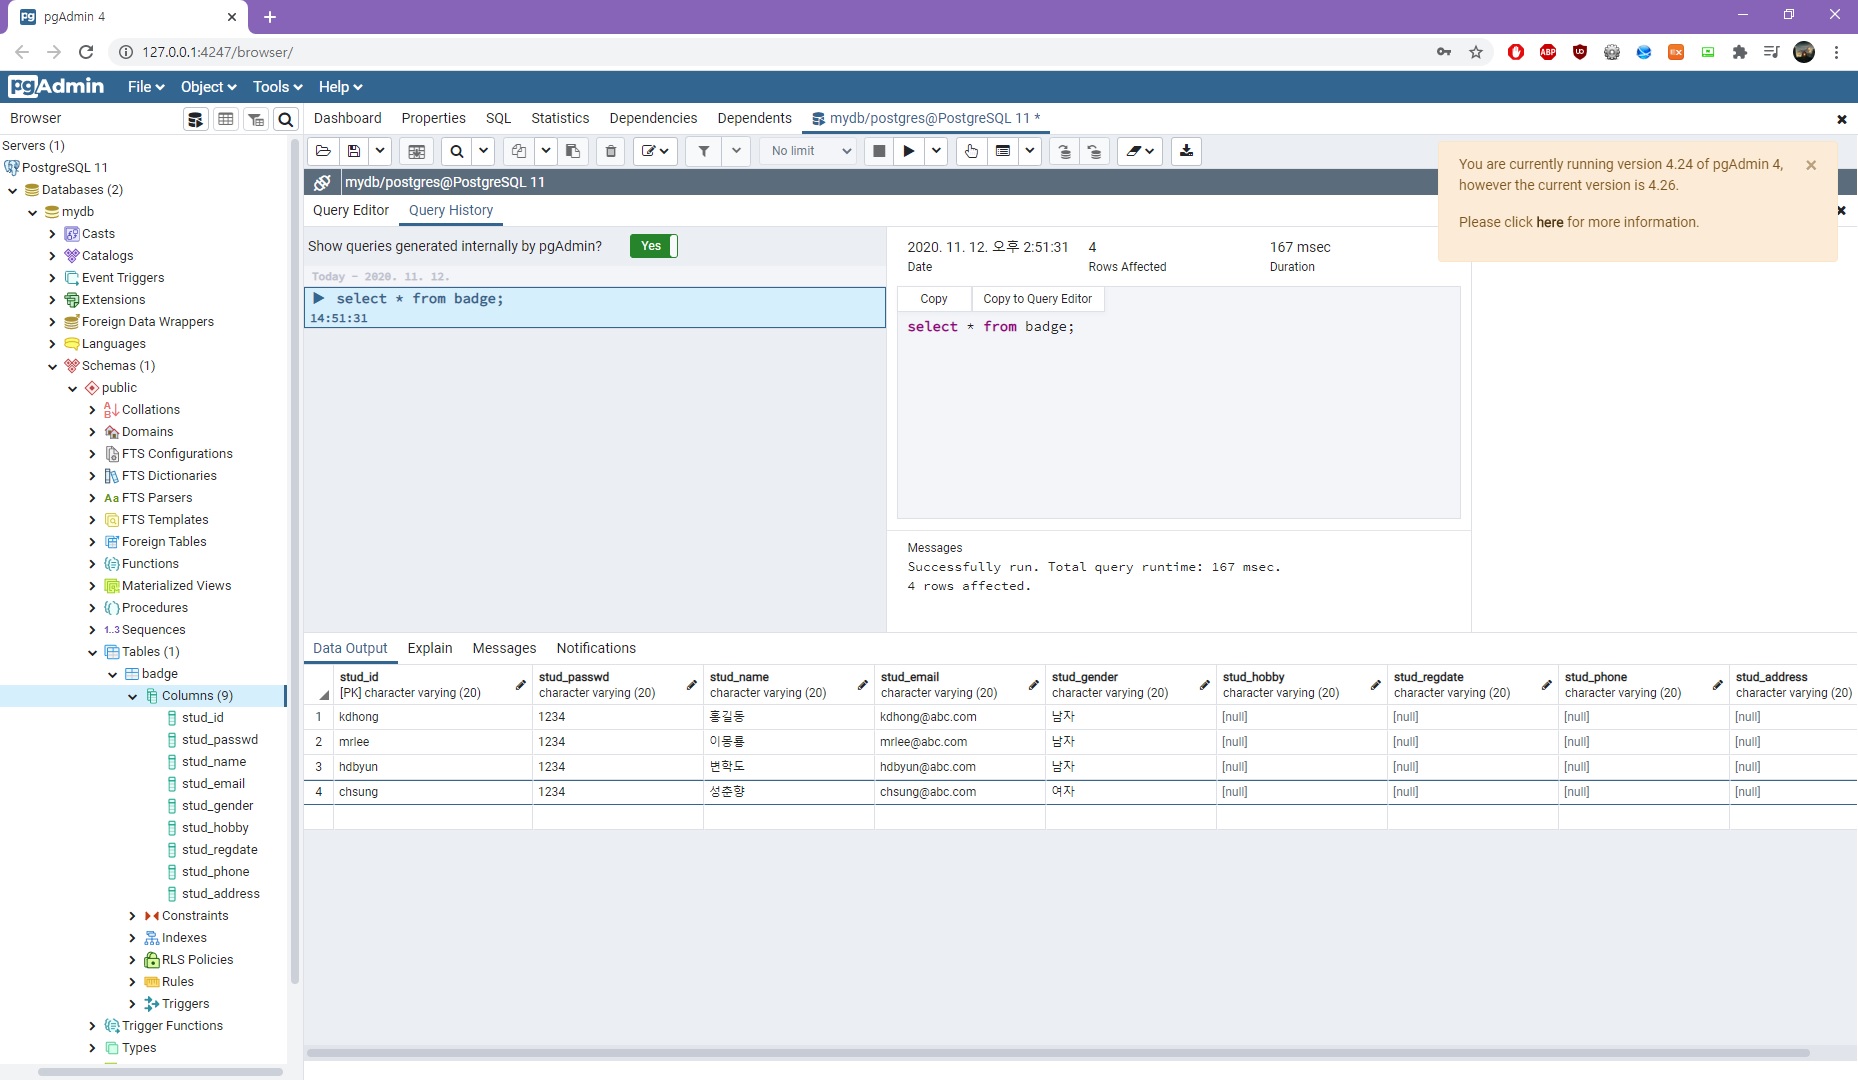 pgAdmin 4
127.0.0.1:4247/browser/
pgAdmin File Object Tools Help
Browser
Dashboard Properties SQL Statistics Dependencies Dependents mydb/postgres@PostgreSQL 11 *
No limit
mydb/postgres@PostgreSQL 11
You are currently running version 4.24 of pgAdmin 4,
however the current version is 4.26.
Please click here for more information.
Servers (1)
PostgreSQL 11
Databases (2)
mydb
Casts
Catalogs
Event Triggers
Extensions
Foreign Data Wrappers
Languages
Schemas (1)
public
Collations
Domains
FTS Configurations
FTS Dictionaries
Aa FTS Parsers
FTS Templates
Foreign Tables
Functions
Materialized Views
Procedures
1..3 Sequences
Tables (1)
badge
Columns (9)
stud_id
stud_passwd
stud_name
stud_email
stud_gender
stud_hobby
stud_regdate
stud_phone
stud_address
Constraints
Indexes
RLS Policies
Rules
Triggers
Trigger Functions
Types
Query Editor Query History
Show queries generated internally by pgAdmin? Yes
Today - 2020. 11. 12.
select * from badge;
14:51:31
2020. 11. 12. 오후 2:51:31 4 167 msec
Date Rows Affected Duration
Copy Copy to Query Editor
select * from badge;
Messages
Successfully run. Total query runtime: 167 msec.
4 rows affected.
Data Output Explain Messages Notifications
stud_id stud_passwd stud_name stud_email stud_gender stud_hobby stud_regdate stud_phone stud_address
[PK] character varying (20) character varying (20) character varying (20) character varying (20) character varying (20) character varying (20) character varying (20) character varying (20) character varying (20)
1 kdhong 1234 홍길동 kdhong@abc.com 남자 [null] [null] [null] [null]
2 mrlee 1234 이몽룡 mrlee@abc.com 남자 [null] [null] [null] [null]
3 hdbyun 1234 변학도 hdbyun@abc.com 남자 [null] [null] [null] [null]
4 chsung 1234 성춘향 chsung@abc.com 여자 [null] [null] [null] [null]